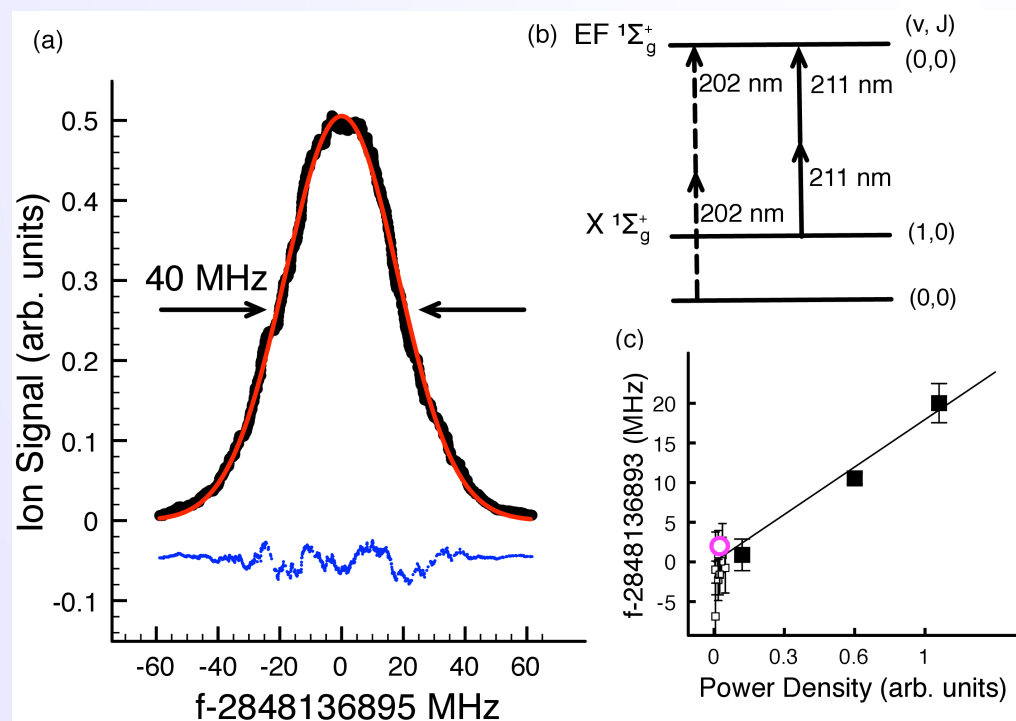 (a)
0.5
0.4
0.3
0.2
0.1
0
-0.1
Ion Signal (arb. units)
40 MHz
-60 -40 -20 0 20 40 60
f-2848136895 MHz
(b) EF ¹Σg⁺ (v, J)
(0,0)
202 nm 211 nm
211 nm
202 nm
X ¹Σg⁺ (1,0)
(0,0)
(c)
20
15
10
5
0
-5
f-2848136893 (MHz)
0 0.3 0.6 1
Power Density (arb. units)